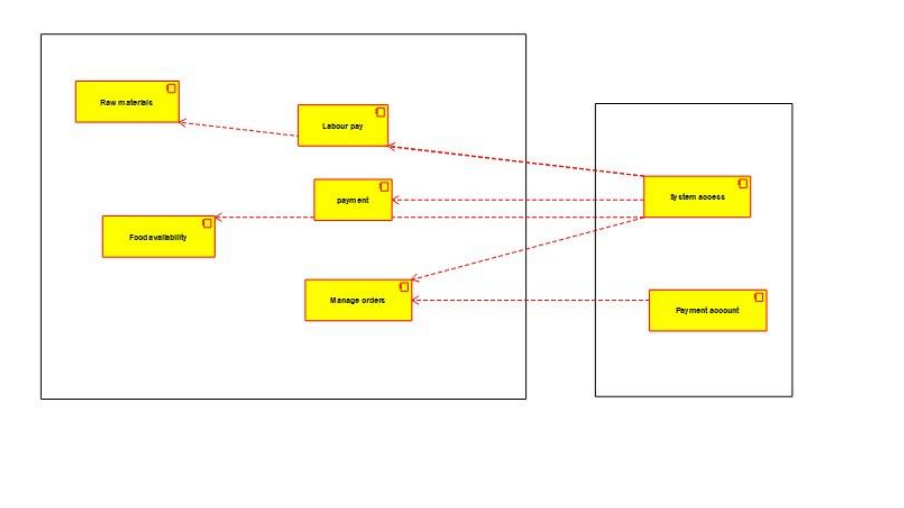 Raw materials
Labour pay
payment
System access
Food availability
Manage orders
Payment account